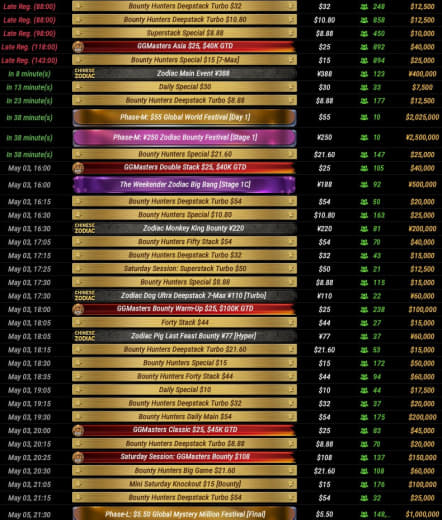 Late Reg. (88:00) Bounty Hunters Deepstack Turbo $32 $32 248 $12,500
Late Reg. (88:00) Bounty Hunters Deepstack Turbo $10.80 $10.80 858 $12,500
Late Reg. (98:00) Superstack Special $8.88 $8.88 450 $10,000
Late Reg. (118:00) GGMasters Asia $25, $40K GTD $25 892 $40,000
Late Reg. (143:00) Bounty Hunters Special $15 [7-Max] $15 894 $25,000
In 8 minute(s) CHINESE ZODIAC Zodiac Main Event ¥388 ¥388 123 ¥400,000
In 13 minute(s) Daily Special $30 $30 33 $7,500
In 23 minute(s) Bounty Hunters Deepstack Turbo $8.88 $8.88 177 $12,500
In 38 minute(s) Phase-M: $55 Global World Festival [Day 1] $55 10 $2,025,000
In 38 minute(s) Phase-M: ¥250 Zodiac Bounty Festival [Stage 1] ¥250 10 ¥2,500,000
In 38 minute(s) Bounty Hunters Special $21.60 $21.60 147 $25,000
May 03, 16:00 GGMasters Double Stack $25, $40K GTD $25 105 $40,000
May 03, 16:00 The Weekender Zodiac Big Bang [Stage 1C] ¥188 92 ¥500,000
May 03, 16:15 Bounty Hunters Deepstack Turbo $54 $54 50 $20,000
May 03, 16:30 Bounty Hunters Special $10.80 $10.80 163 $25,000
May 03, 16:30 CHINESE ZODIAC Zodiac Monkey King Bounty ¥220 ¥220 81 ¥200,000
May 03, 17:05 Bounty Hunters Fifty Stack $54 $54 70 $40,000
May 03, 17:15 Bounty Hunters Deepstack Turbo $32 $32 43 $15,000
May 03, 17:25 Saturday Session: Superstack Turbo $50 $50 21 $12,500
May 03, 17:30 Bounty Hunters Special $8.88 $8.88 115 $15,000
May 03, 17:30 CHINESE ZODIAC Zodiac Dog Ultra Deepstack 7-Max ¥110 [Turbo] ¥110 22 ¥60,000
May 03, 18:00 GGMasters Bounty Warm-Up $25, $100K GTD $25 238 $100,000
May 03, 18:05 Forty Stack $44 $44 27 $15,000
May 03, 18:05 CHINESE ZODIAC Zodiac Pig Last Feast Bounty ¥77 [Hyper] ¥77 37 ¥60,000
May 03, 18:15 Bounty Hunters Deepstack Turbo $21.60 $21.60 53 $15,000
May 03, 18:35 Bounty Hunters Special $15 $15 172 $50,000
May 03, 18:35 Bounty Hunters Forty Stack $44 $44 94 $60,000
May 03, 19:05 Daily Special $10 $10 44 $17,500
May 03, 19:15 Bounty Hunters Deepstack Turbo $32 $32 37 $20,000
May 03, 19:30 Bounty Hunters Daily Main $54 $54 175 $200,000
May 03, 20:00 GGMasters Classic $25, $45K GTD $25 83 $45,000
May 03, 20:15 Bounty Hunters Deepstack Turbo $8.88 $8.88 70 $20,000
May 03, 20:25 Saturday Session: GGMasters Bounty $108 $108 137 $150,000
May 03, 20:30 Bounty Hunters Big Game $21.60 $21.60 108 $60,000
May 03, 21:05 Mini Saturday Knockout $15 [Bounty] $15 176 $100,000
May 03, 21:15 Bounty Hunters Deepstack Turbo $54 $54 32 $25,000
May 03, 21:30 Phase-L: $5.50 Global Mystery Million Festival [Final] $5.50 148,.. $1,000,000